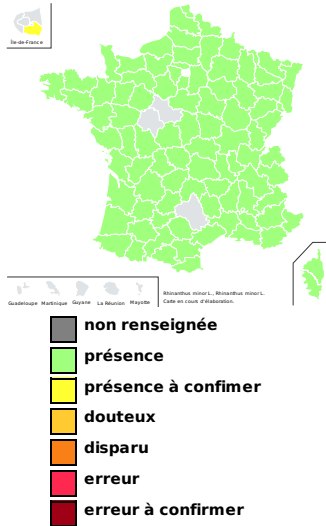 Île-de-France
Guadeloupe Martinique Guyane La Réunion Mayotte
Rhinanthus minor L., Rhinanthus minor L.
Carte en cours d'élaboration.
non renseignée
présence
présence à confimer
douteux
disparu
erreur
erreur à confirmer